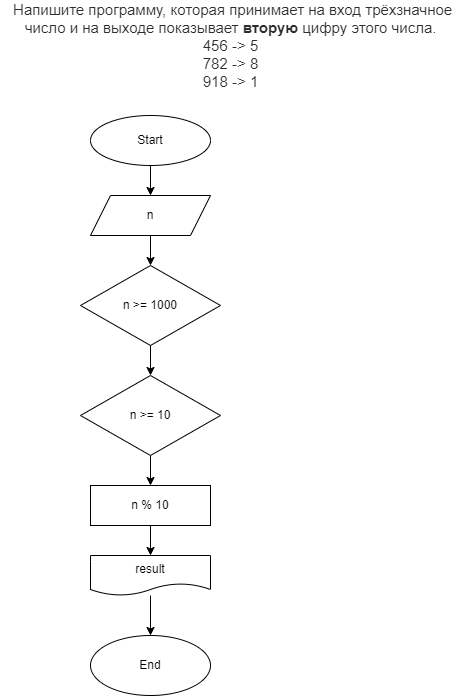 Напишите программу, которая принимает на вход трёхзначное
число и на выходе показывает вторую цифру этого числа.
456 -> 5
782 -> 8
918 -> 1
Start
n
n >= 1000
n >= 10
n % 10
result
End